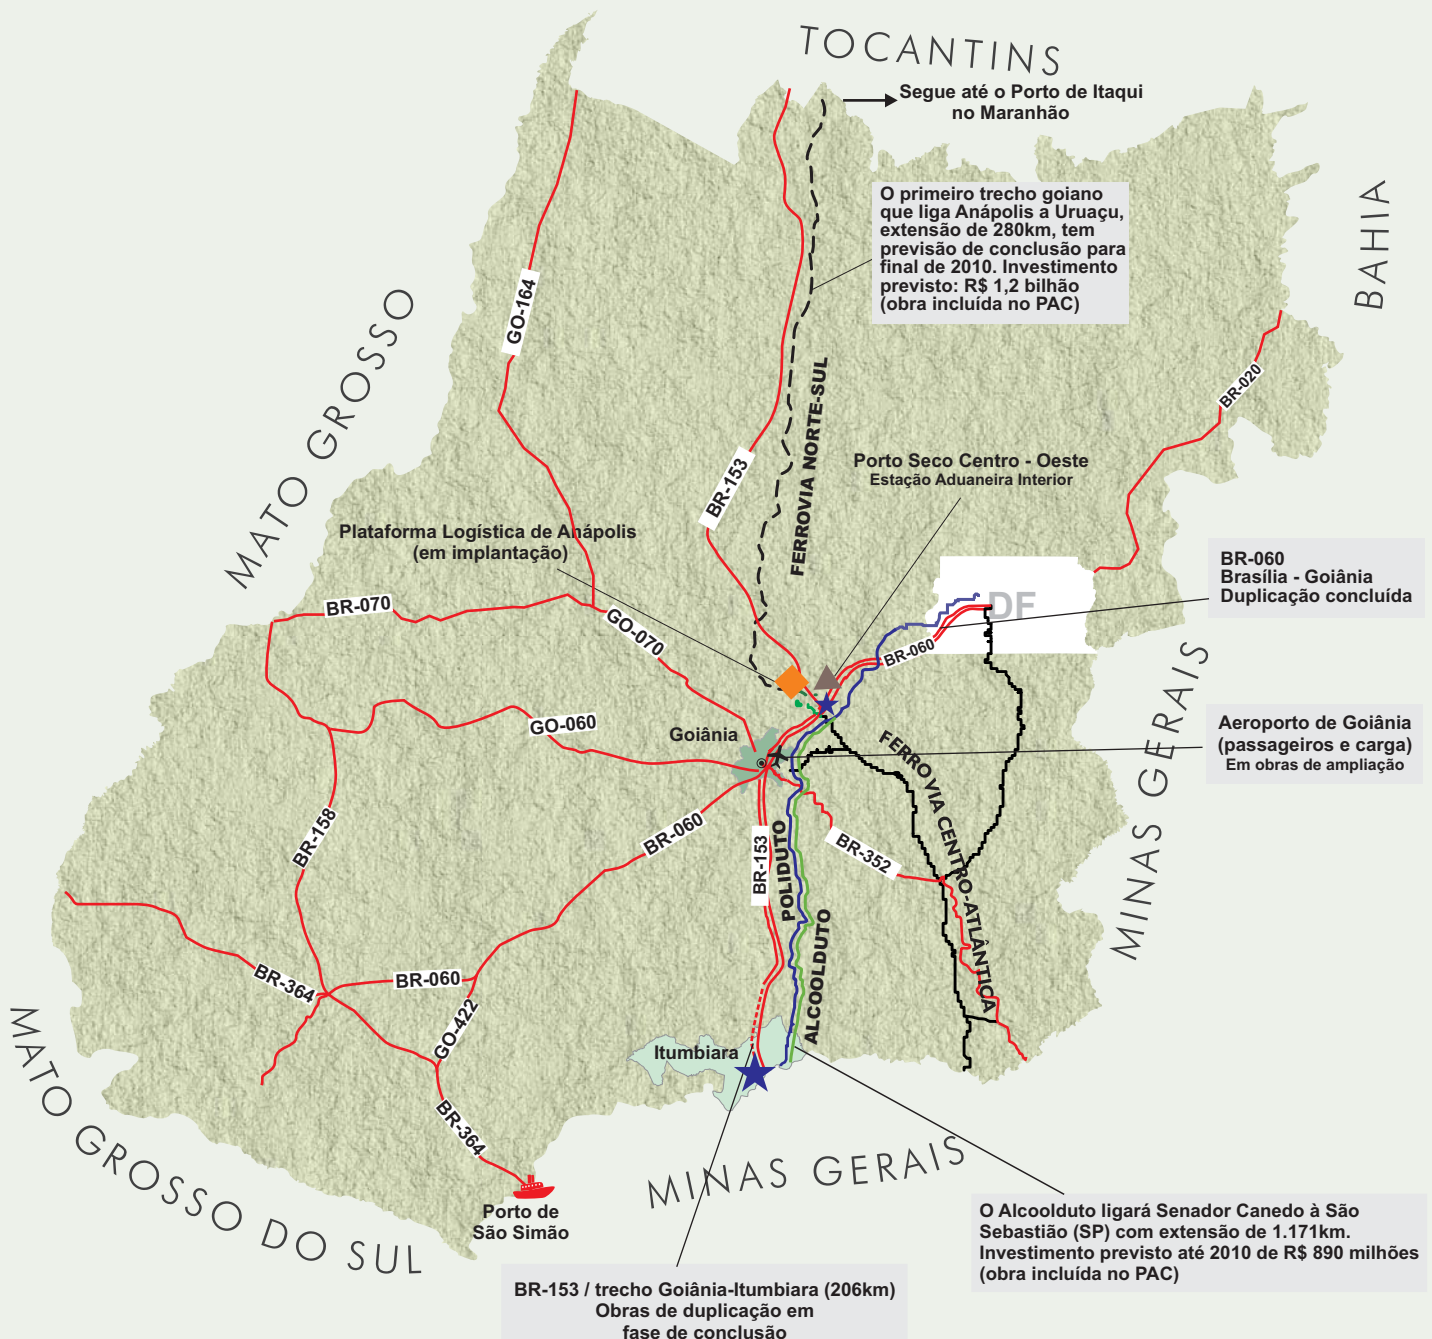 TOCANTINS
Segue até o Porto de Itaqui
no Maranhão
O primeiro trecho goiano
que liga Anápolis a Uruaçu,
extensão de 280km, tem
previsão de conclusão para
final de 2010. Investimento
previsto: R$ 1,2 bilhão
(obra incluída no PAC)
BAHIA
GO-164
MATO GROSSO
FERROVIA NORTE-SUL
BR-020
BR-153
Porto Seco Centro - Oeste
Estação Aduaneira Interior
Plataforma Logística de Anápolis
(em implantação)
BR-060
Brasília - Goiânia
Duplicação concluída
DF
BR-070
GO-070
BR-060
MINAS GERAIS
GO-060
Goiânia
Aeroporto de Goiânia
(passageiros e carga)
Em obras de ampliação
FERROVIA CENTRO-ATLÂNTICA
BR-158
BR-060
BR-153
POLIDUTO
BR-352
ALCOOLDUTO
BR-364
BR-060
GO-422
Itumbiara
MATO GROSSO DO SUL
BR-364
MINAS GERAIS
Porto de
São Simão
O Alcoolduto ligará Senador Canedo à São
Sebastião (SP) com extensão de 1.171km.
Investimento previsto até 2010 de R$ 890 milhões
(obra incluída no PAC)
BR-153 / trecho Goiânia-Itumbiara (206km)
Obras de duplicação em
fase de conclusão